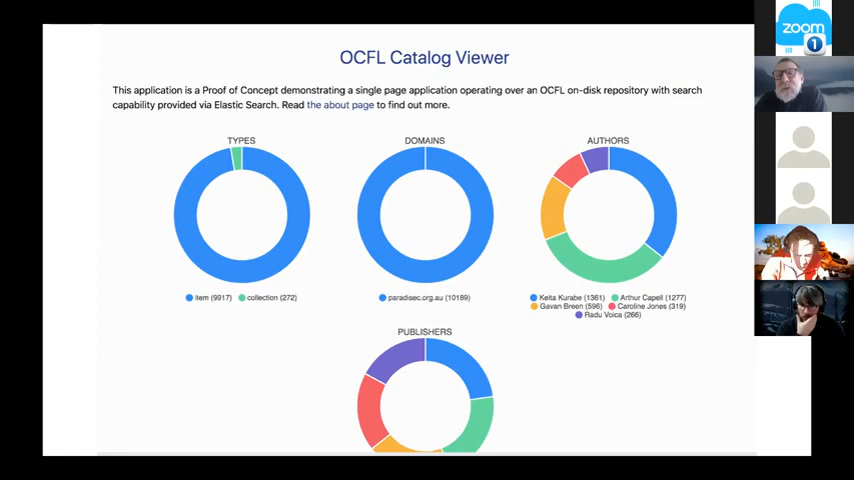 OCFL Catalog Viewer
This application is a Proof of Concept demonstrating a single page application operating over an OCFL on-disk repository with search
capability provided via Elastic Search. Read the about page to find out more.
TYPES
item (9917) collection (272)
DOMAINS
paradisec.org.au (10189)
AUTHORS
Keita Kurabe (1361) Arthur Capell (1277)
Gavan Breen (596) Caroline Jones (319)
Radu Voica (266)
PUBLISHERS
zoom
1